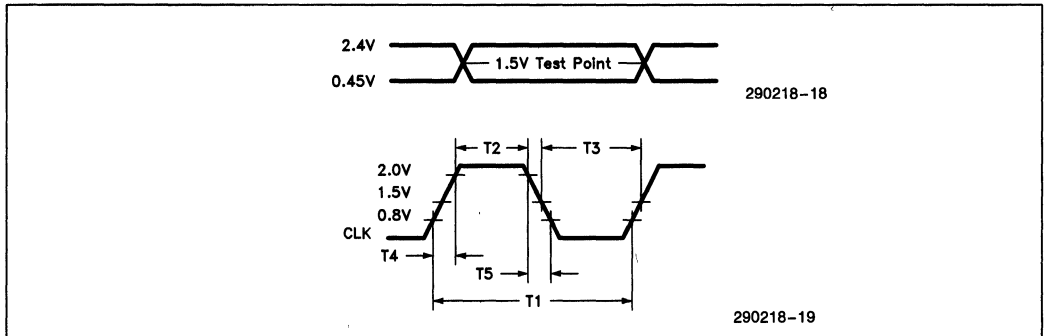 2.4V
1.5V Test Point
0.45V
290218-18
T2
T3
2.0V
1.5V
0.8V
CLK
T4
T5
T1
290218-19